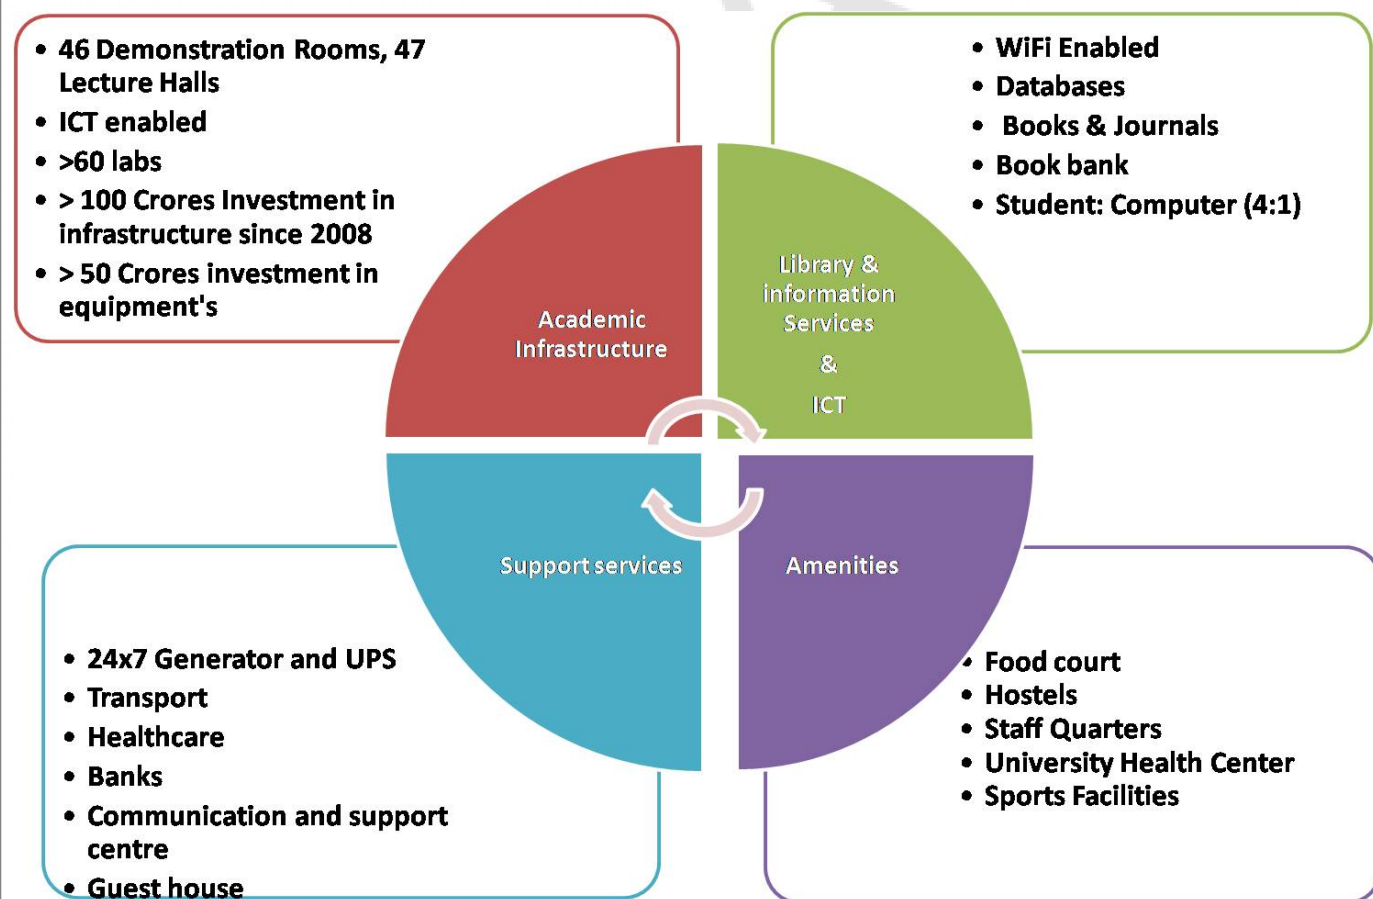 • 46 Demonstration Rooms, 47
Lecture Halls
• ICT enabled
• >60 labs
• > 100 Crores Investment in
infrastructure since 2008
• > 50 Crores investment in
equipment's
• WiFi Enabled
• Databases
• Books & Journals
• Book bank
• Student: Computer (4:1)
Academic
Infrastructure
Library &
information
Services
&
ICT
Support services
Amenities
• 24x7 Generator and UPS
• Transport
• Healthcare
• Banks
• Communication and support
centre
• Guest house
• Food court
• Hostels
• Staff Quarters
• University Health Center
• Sports Facilities